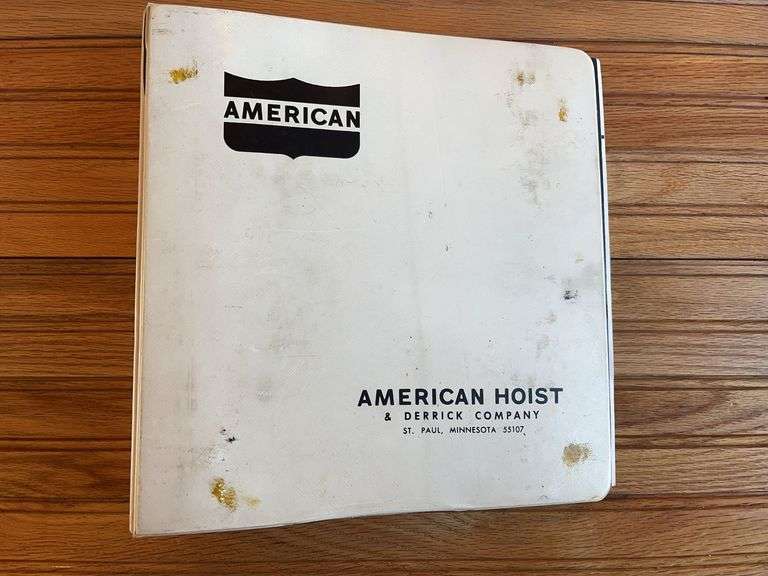 AMERICAN
AMERICAN HOIST
& DERRICK COMPANY
ST. PAUL, MINNESOTA 55107